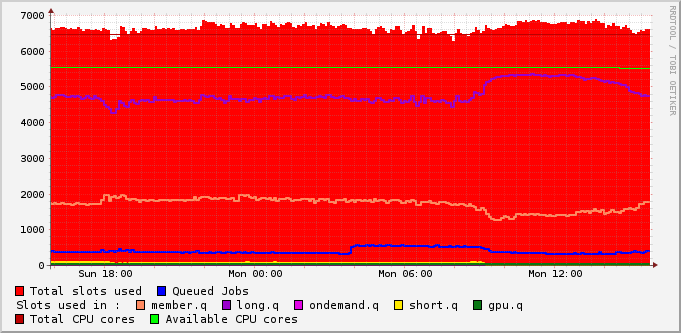 7000
6000
5000
4000
3000
2000
1000
0
Sun 18:00 Mon 00:00 Mon 06:00 Mon 12:00
Total slots used Queued Jobs
Slots used in : member.q long.q ondemand.q short.q gpu.q
Total CPU cores Available CPU cores
RRDTOOL / TOBI OETIKER